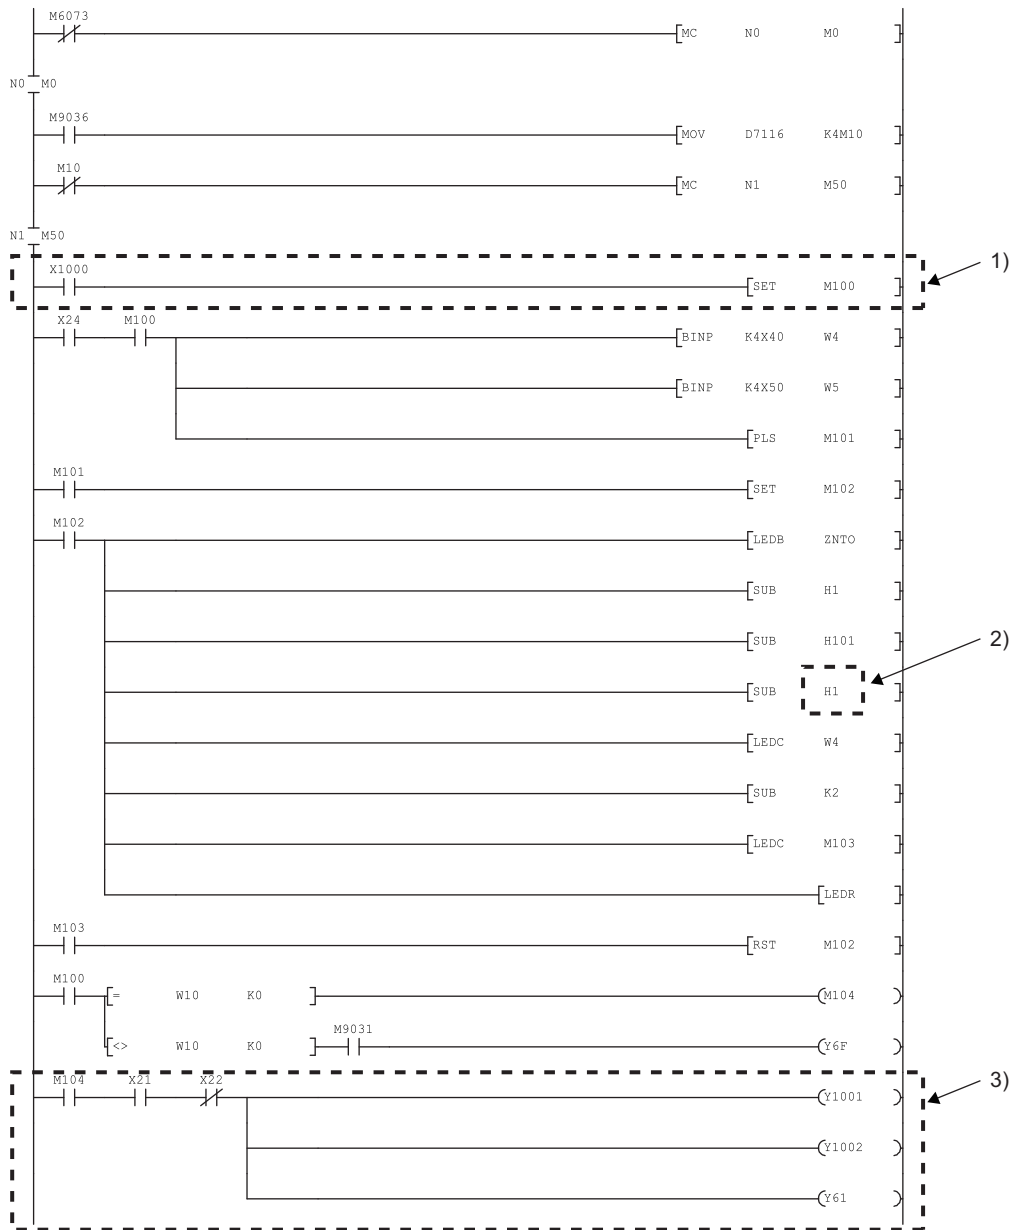 M6073
MC N0 M0
N0 M0
M9036
MOV D7116 K4M10
M10
MC N1 M50
N1 M50
X1000
SET M100
1)
X24 M100
BINP K4X40 W4
BINP K4X50 W5
PLS M101
M101
SET M102
M102
LEDB ZNTO
SUB H1
SUB H101
2)
SUB H1
LEDC W4
SUB K2
LEDC M103
LEDR
M103
RST M102
M100
= W10 K0 M104
M9031
<> W10 K0 Y6F
M104 X21 X22
3)
Y1001
Y1002
Y61